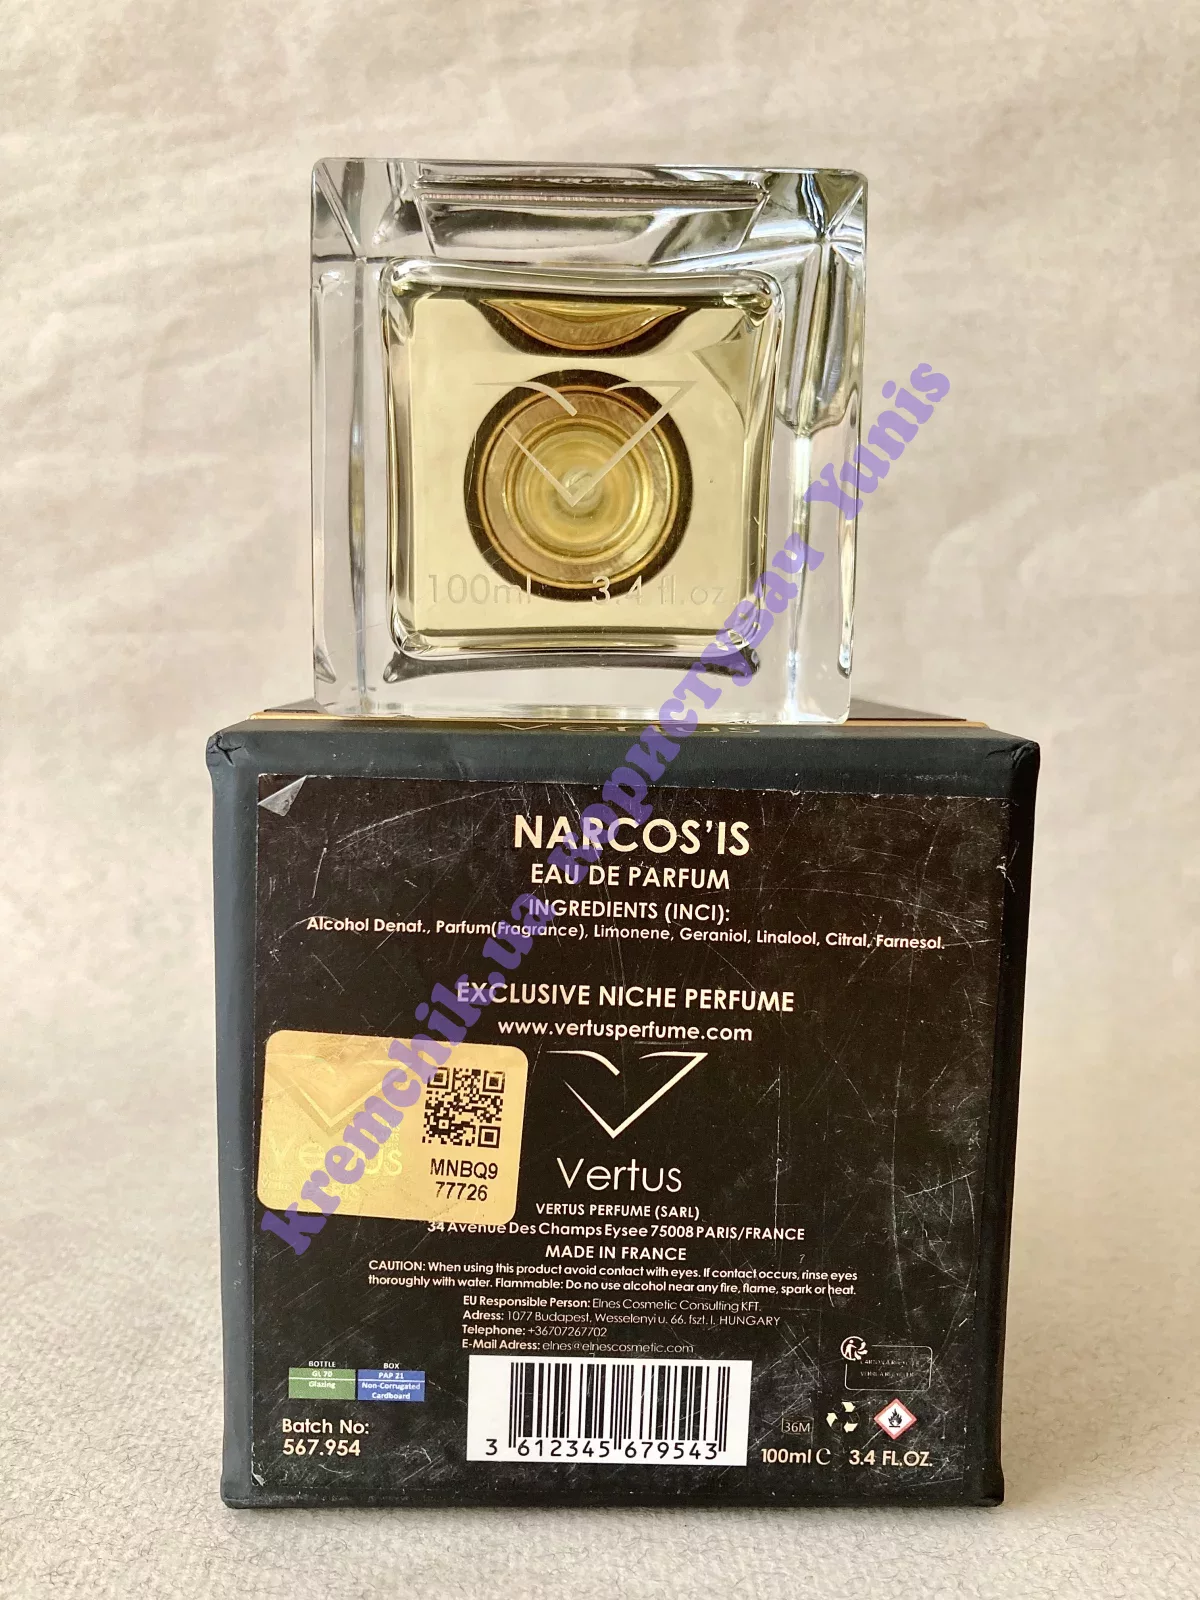 100ml 3.4 fl.oz.
Vertus
NARCOS'IS
EAU DE PARFUM
INGREDIENTS (INCI):
Alcohol Denat., Parfum(Fragrance), Limonene, Geraniol, Linalool, Citral, Farnesol.
EXCLUSIVE NICHE PERFUME
www.vertusperfume.com
Vertus
MNBQ9
77726
Vertus
VERTUS PERFUME (SARL)
34 Avenue Des Champs Eysee 75008 PARIS/FRANCE
MADE IN FRANCE
CAUTION: When using this product avoid contact with eyes. If contact occurs, rinse eyes
thoroughly with water. Flammable: Do no use alcohol near any fire, flame, spark or heat.
EU Responsible Person: Elnes Cosmetic Consulting KFT.
Adress: 1077 Budapest, Wesselenyi u. 66. fszt. I. HUNGARY
Telephone: +36707267702
E-Mail Adress: elnes@elnescosmetic.com
BOTTLE
GL 70
Glazing
BOX
PAP 21
Non-Corrugated
Cardboard
Batch No:
567.954
3 612345 679543
36M
100ml ℮ 3.4 FL.OZ.
kremchik.ua користувач Yunis